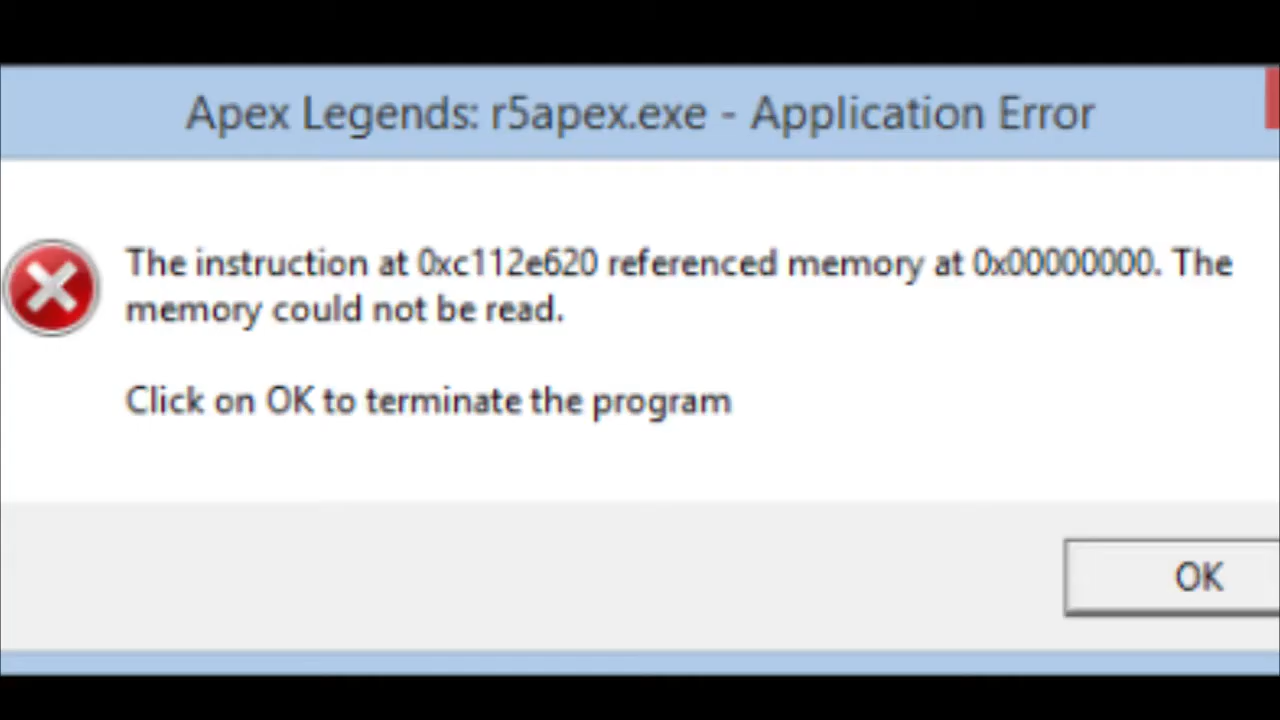 Apex Legends: r5apex.exe - Application Error
The instruction at 0xc112e620 referenced memory at 0x00000000. The
memory could not be read.
Click on OK to terminate the program
OK